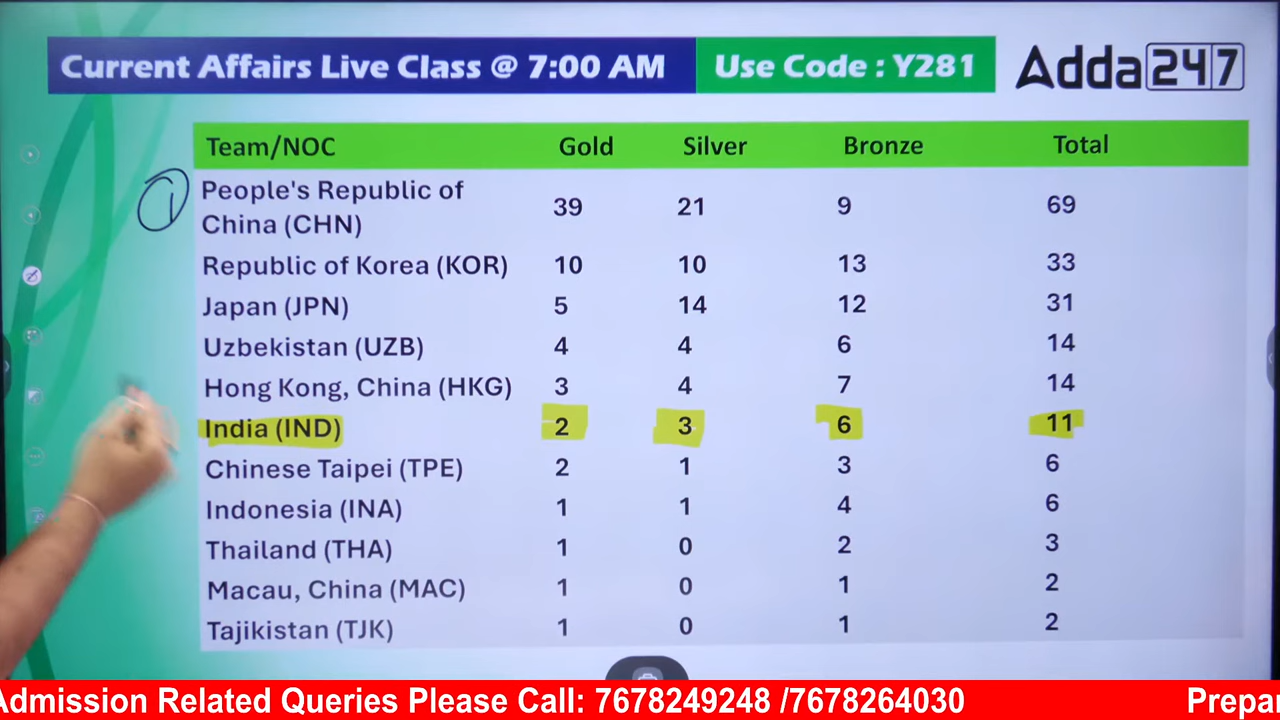 Current Affairs Live Class @ 7:00 AM Use Code : Y281 Adda247
Team/NOC Gold Silver Bronze Total
① People's Republic of
China (CHN) 39 21 9 69
Republic of Korea (KOR) 10 10 13 33
Japan (JPN) 5 14 12 31
Uzbekistan (UZB) 4 4 6 14
Hong Kong, China (HKG) 3 4 7 14
India (IND) 2 3 6 11
Chinese Taipei (TPE) 2 1 3 6
Indonesia (INA) 1 1 4 6
Thailand (THA) 1 0 2 3
Macau, China (MAC) 1 0 1 2
Tajikistan (TJK) 1 0 1 2
Admission Related Queries Please Call: 7678249248 /7678264030 Prepa